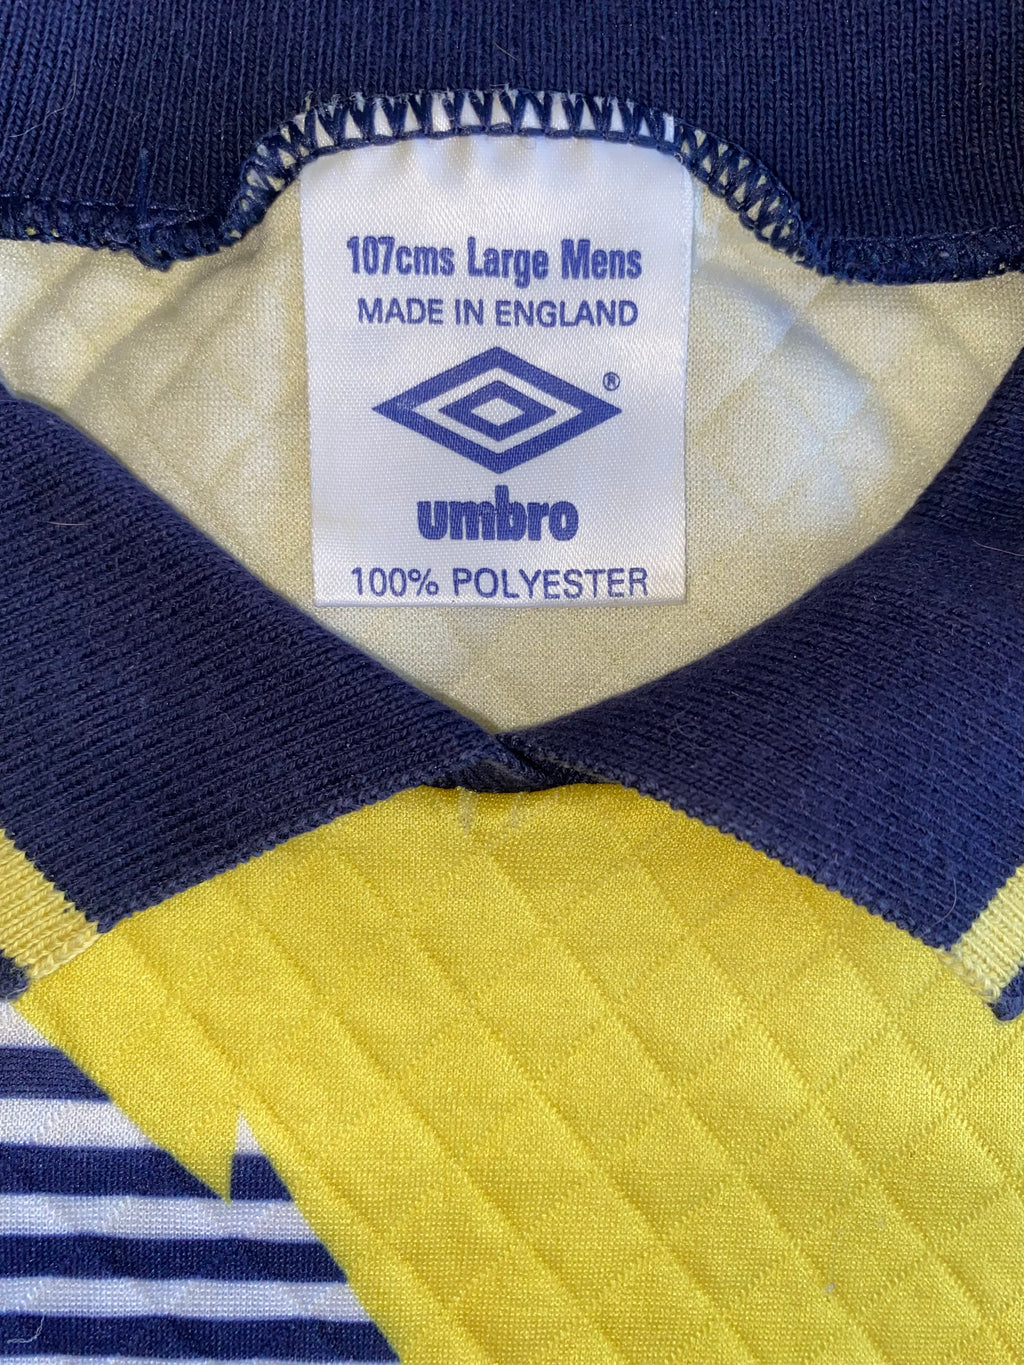 107cms Large Mens
MADE IN ENGLAND
®
umbro
100% POLYESTER